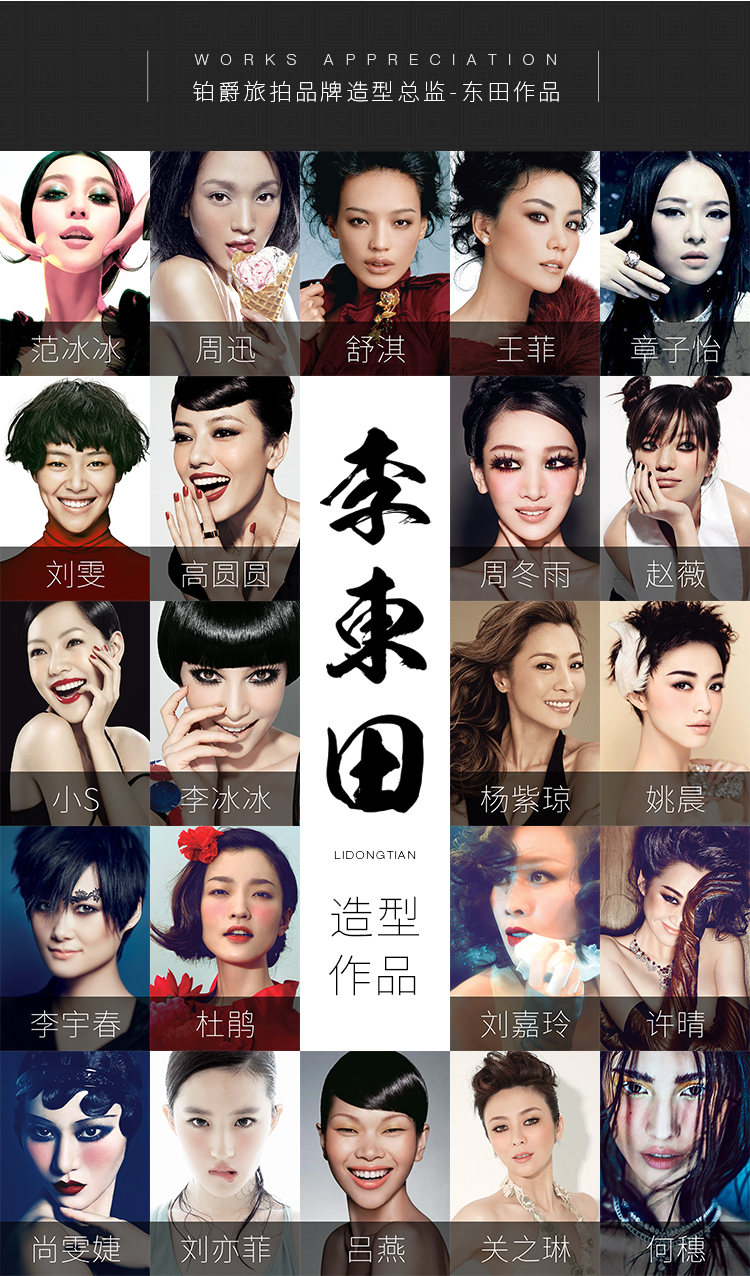 WORKS APPRECIATION
铂爵旅拍品牌造型总监-东田作品
范冰冰
周迅
舒淇
王菲
章子怡
刘雯
高圆圆
周冬雨
赵薇
小S
李冰冰
杨紫琼
姚晨
李東田
LIDONGTIAN
造型
作品
李宇春
杜鹃
刘嘉玲
许晴
尚雯婕
刘亦菲
吕燕
关之琳
何穗